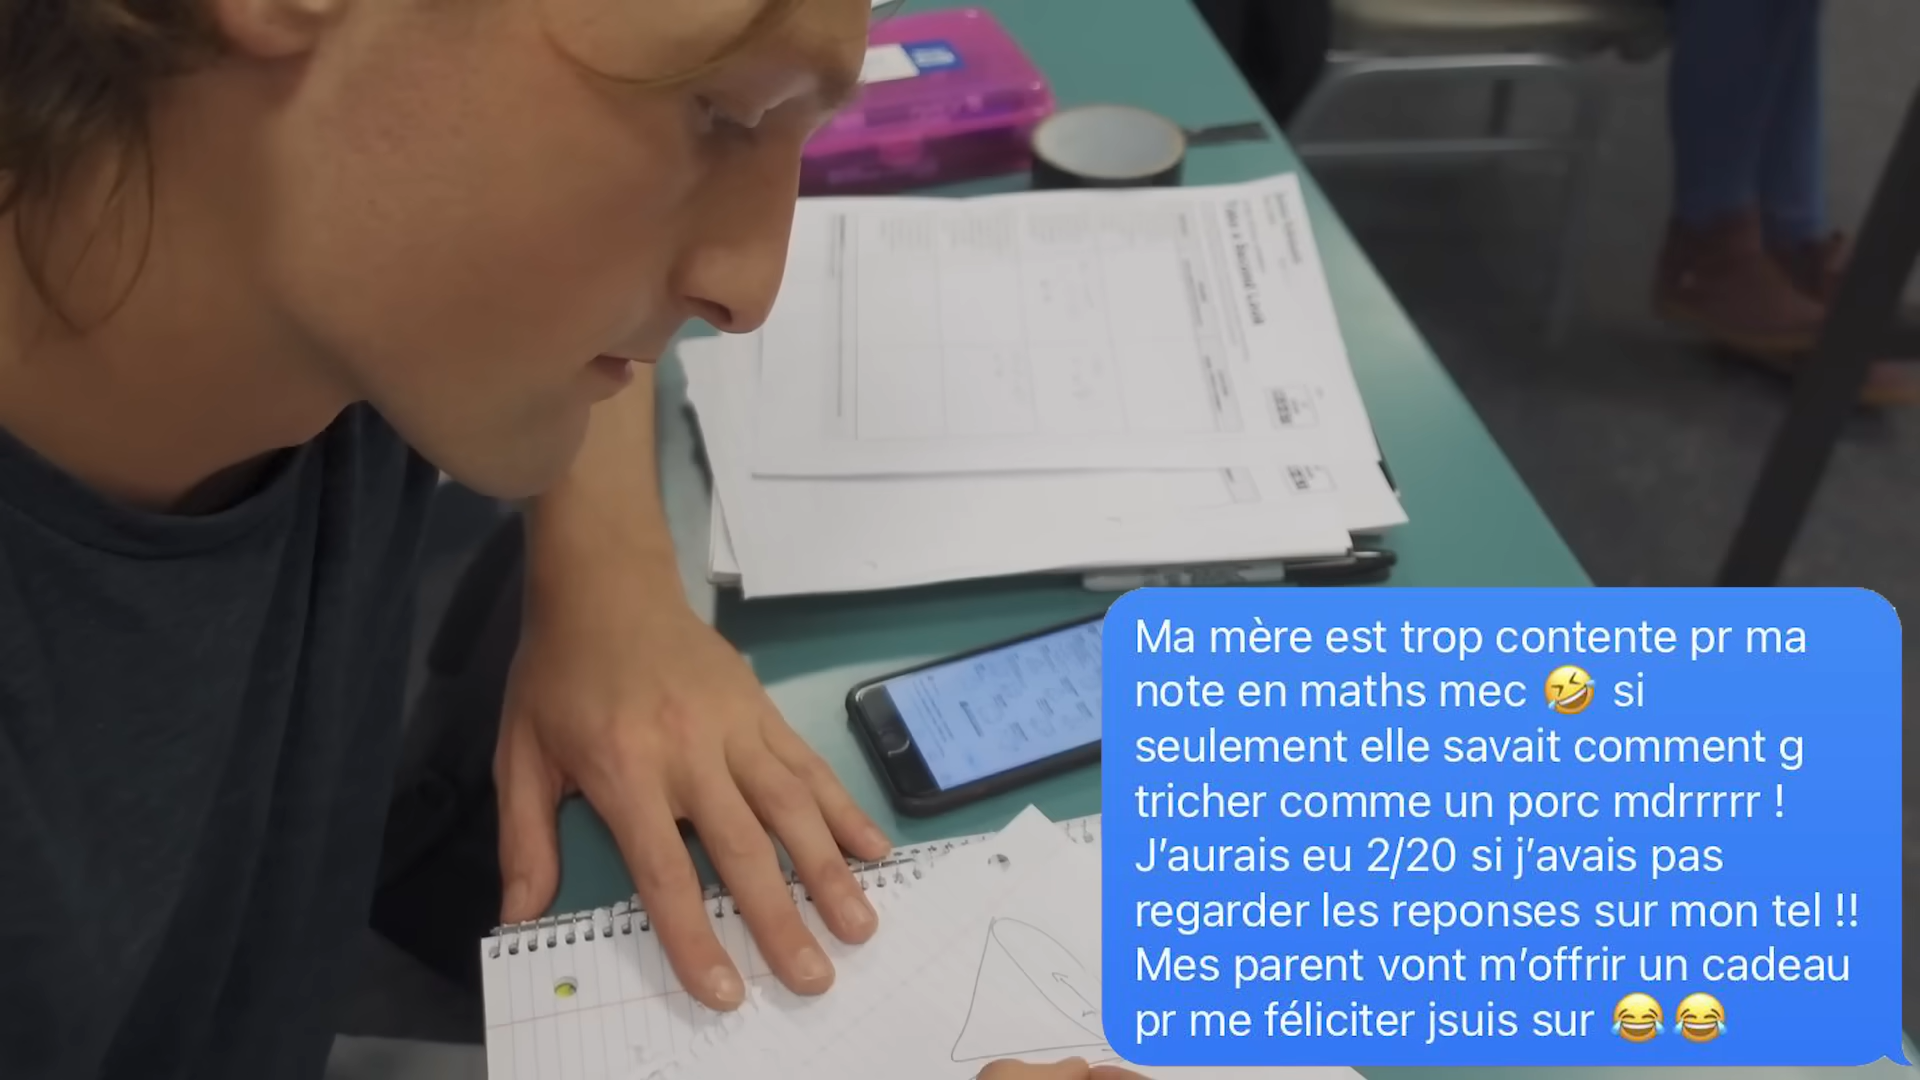 Ma mère est trop contente pr ma
note en maths mec 🤣 si
seulement elle savait comment g
tricher comme un porc mdrrrrr !
J’aurais eu 2/20 si j’avais pas
regarder les reponses sur mon tel !!
Mes parent vont m’offrir un cadeau
pr me féliciter jsuis sur 😂😂